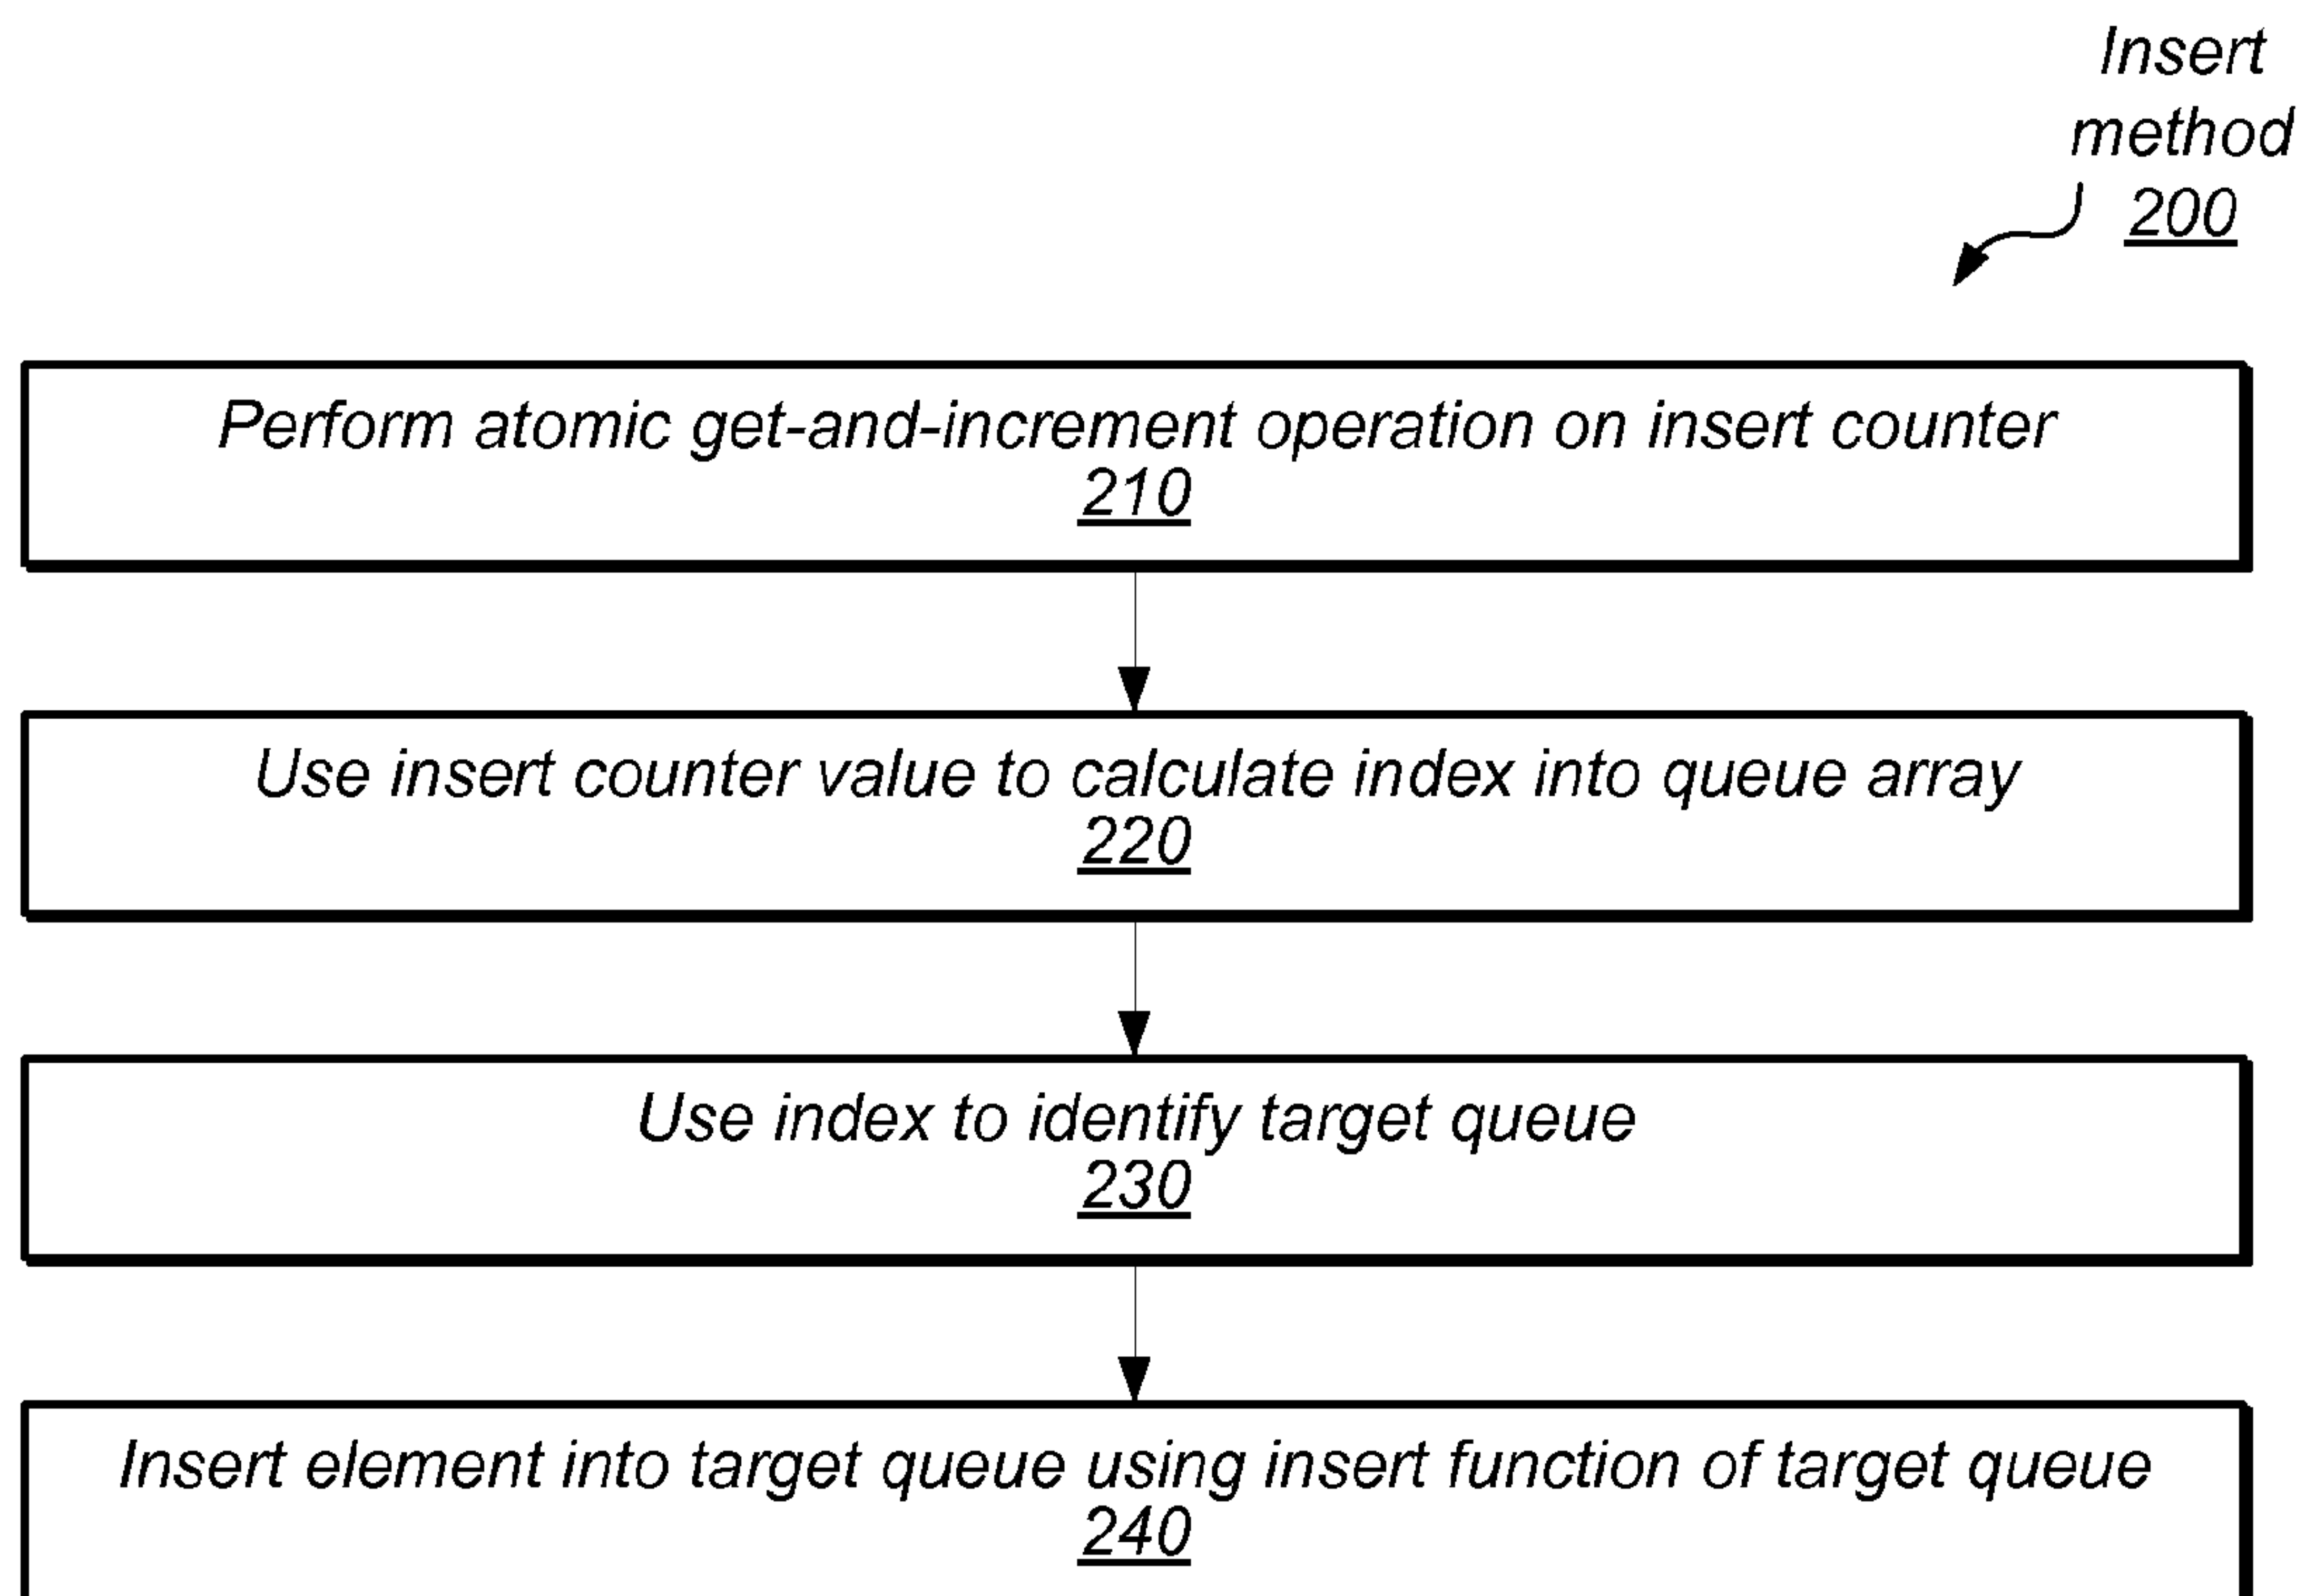 Insert
method
200
Perform atomic get-and-increment operation on insert counter
210
Use insert counter value to calculate index into queue array
220
Use index to identify target queue
230
Insert element into target queue using insert function of target queue
240